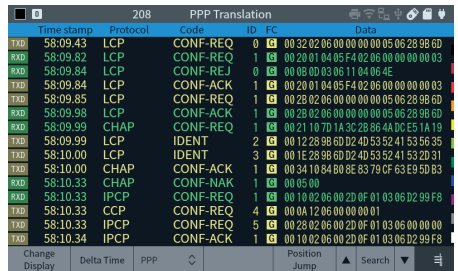 0 208 PPP Translation
Time stamp Protocol Code ID FC Data
TXD 58:09.43 LCP CONF-REQ 0 G 00 32 02 06 00 00 00 00 05 06 28 9B 6D
RXD 58:09.82 LCP CONF-REQ 1 G 00 20 01 04 05 F4 02 06 00 00 00 00 03
TXD 58:09.84 LCP CONF-REJ 0 G 00 0B 0D 03 06 11 04 06 4E
TXD 58:09.84 LCP CONF-ACK 1 G 00 20 01 04 05 F4 02 06 00 00 00 00 03
TXD 58:09.85 LCP CONF-REQ 1 G 00 2B 02 06 00 00 00 00 05 06 28 9B 6D
RXD 58:09.98 LCP CONF-ACK 1 G 00 2B 02 06 00 00 00 00 05 06 28 9B 6D
RXD 58:09.99 CHAP CONF-REQ 1 G 00 21 10 7D 1A 3C 2B 86 4A DC E5 1A 19
TXD 58:09.99 LCP IDENT 2 G 00 12 28 9B 6D D2 4D 53 52 41 53 56 35
TXD 58:10.00 LCP IDENT 3 G 00 1E 28 9B 6D D2 4D 53 52 41 53 2D 31
TXD 58:10.00 CHAP CONF-ACK 1 G 00 34 10 84 B0 8E 83 79 CF 63 E9 5D B3
RXD 58:10.33 CHAP CONF-NAK 1 G 00 05 00
RXD 58:10.33 IPCP CONF-REQ 1 G 00 10 02 06 00 2D 0F 01 03 06 D2 99 F8
TXD 58:10.33 CCP CONF-REQ 4 G 00 0A 12 06 00 00 00 01
TXD 58:10.33 IPCP CONF-REQ 5 G 00 28 02 06 00 2D 0F 01 03 06 00 00 00 00
TXD 58:10.34 IPCP CONF-ACK 1 G 00 10 02 06 00 2D 0F 01 03 06 D2 99 F8
Change Display Delta Time PPP Position Jump Search